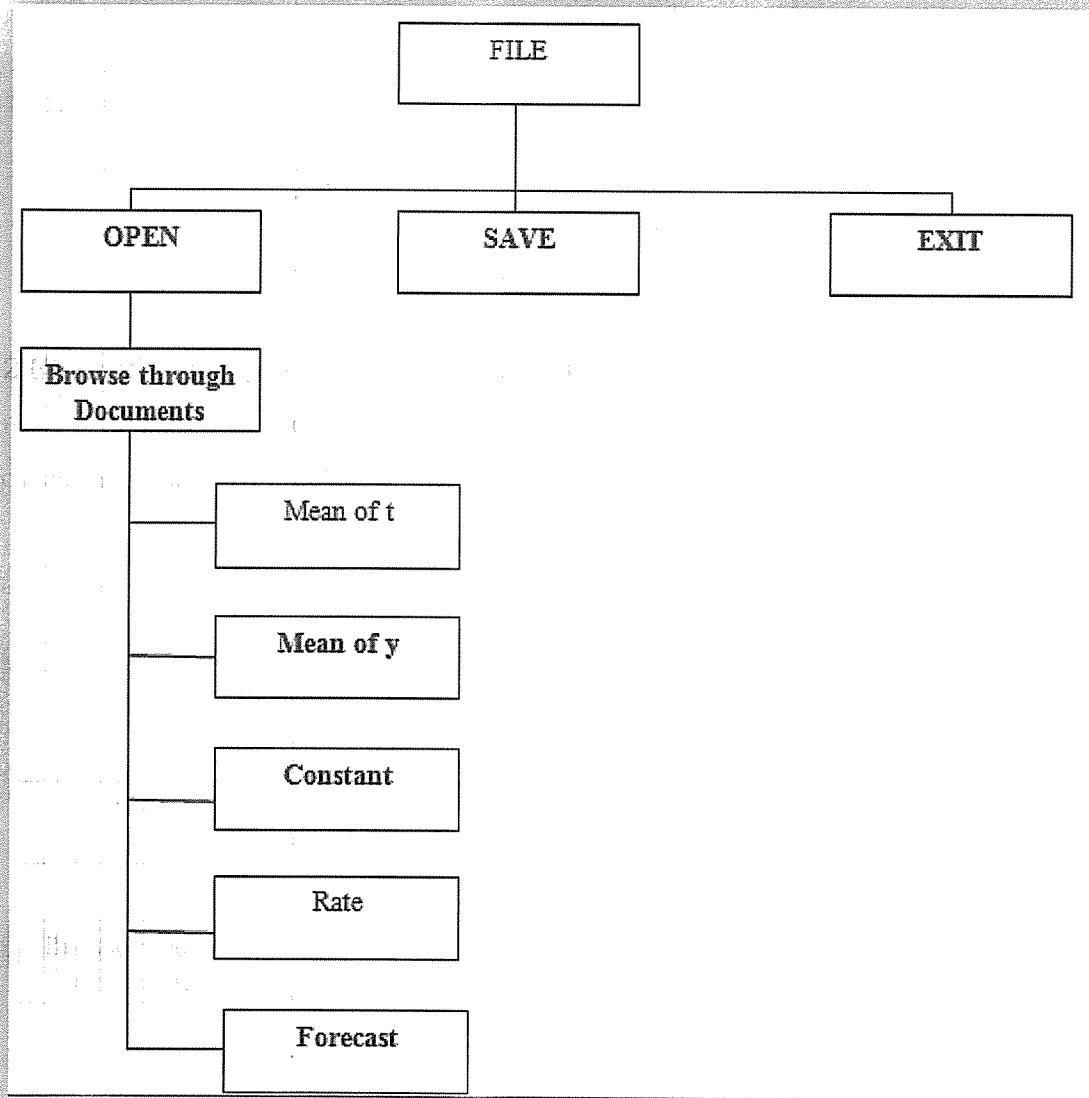 FILE
OPEN
SAVE
EXIT
Browse through
Documents
Mean of t
Mean of y
Constant
Rate
Forecast